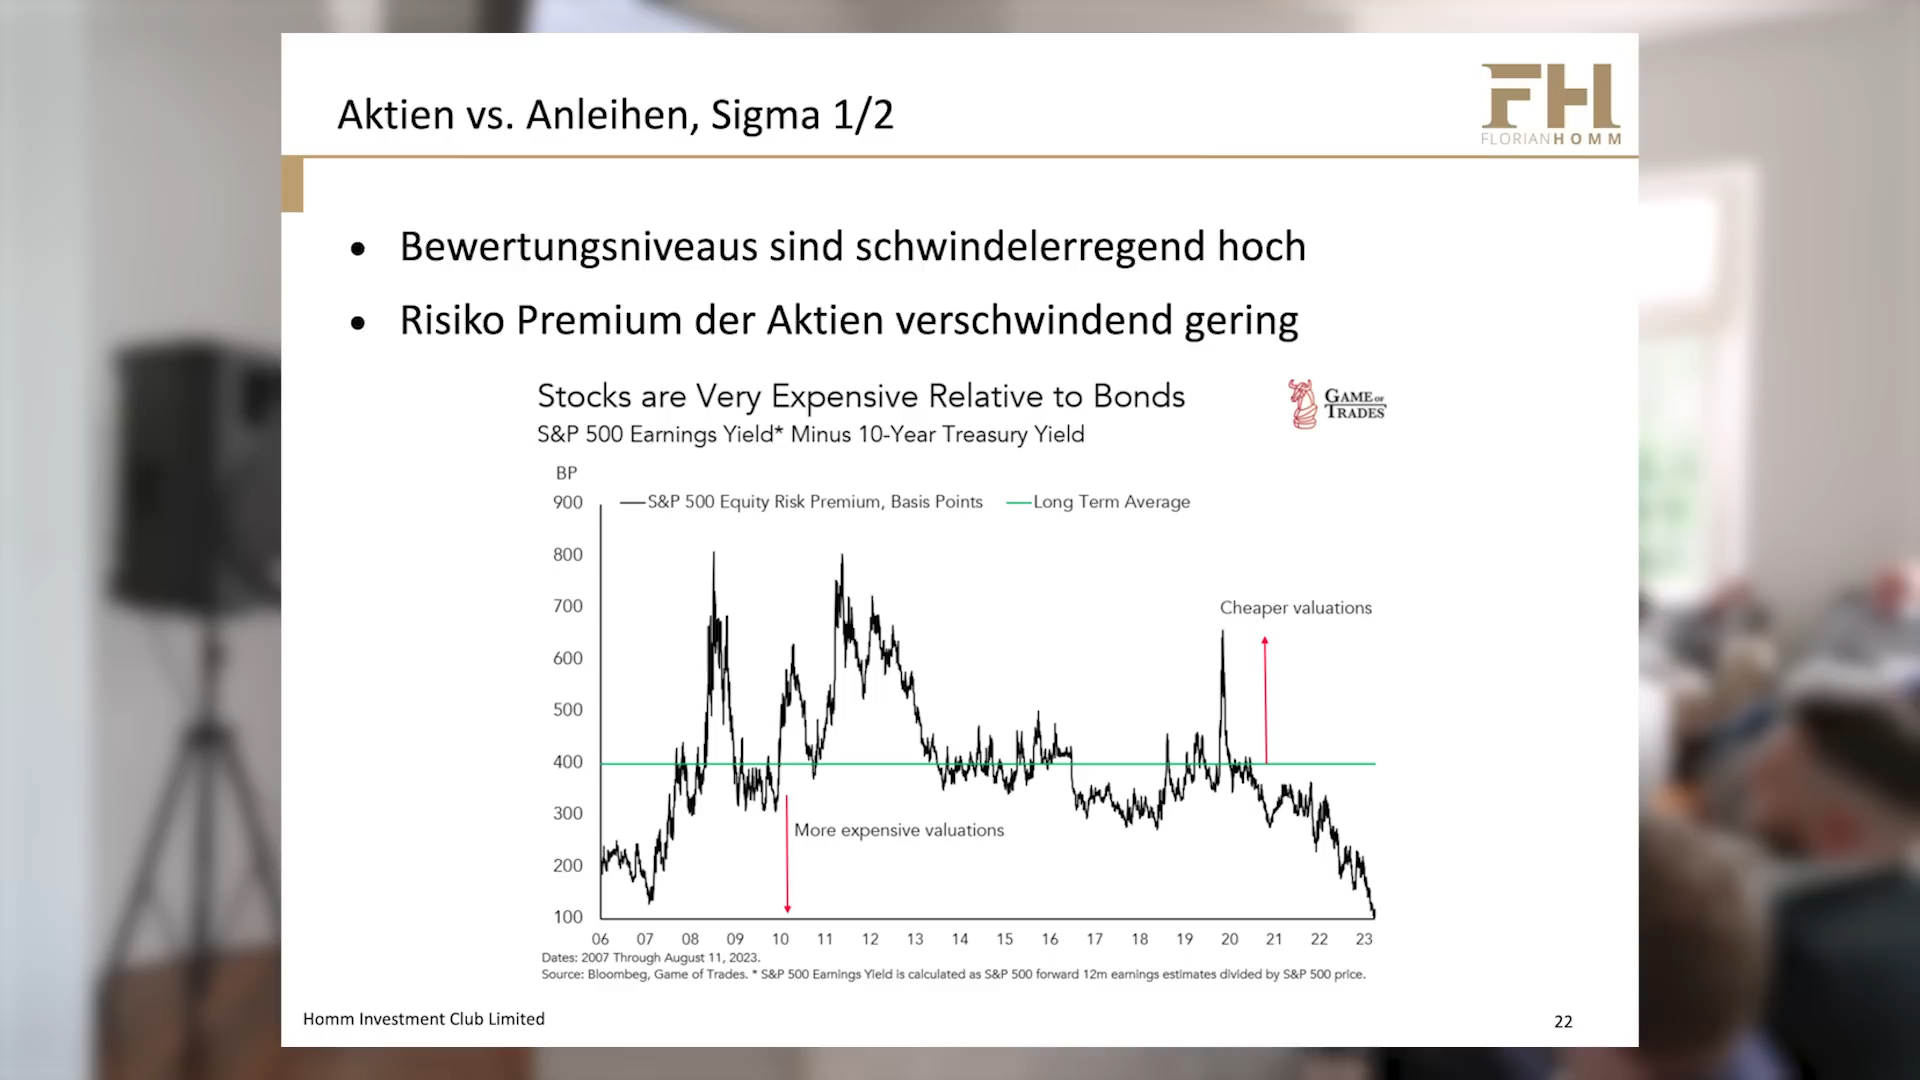 Aktien vs. Anleihen, Sigma 1/2
FH
FLORIANHOMM
• Bewertungsniveaus sind schwindelerregend hoch
• Risiko Premium der Aktien verschwindend gering
Stocks are Very Expensive Relative to Bonds
GAME OF
TRADES
S&P 500 Earnings Yield* Minus 10-Year Treasury Yield
BP
S&P 500 Equity Risk Premium, Basis Points
Long Term Average
900
800
700
600
500
400
300
200
100
Cheaper valuations
More expensive valuations
06 07 08 09 10 11 12 13 14 15 16 17 18 19 20 21 22 23
Dates: 2007 Through August 11, 2023.
Source: Bloombeg, Game of Trades. * S&P 500 Earnings Yield is calculated as S&P 500 forward 12m earnings estimates divided by S&P 500 price.
Homm Investment Club Limited
22